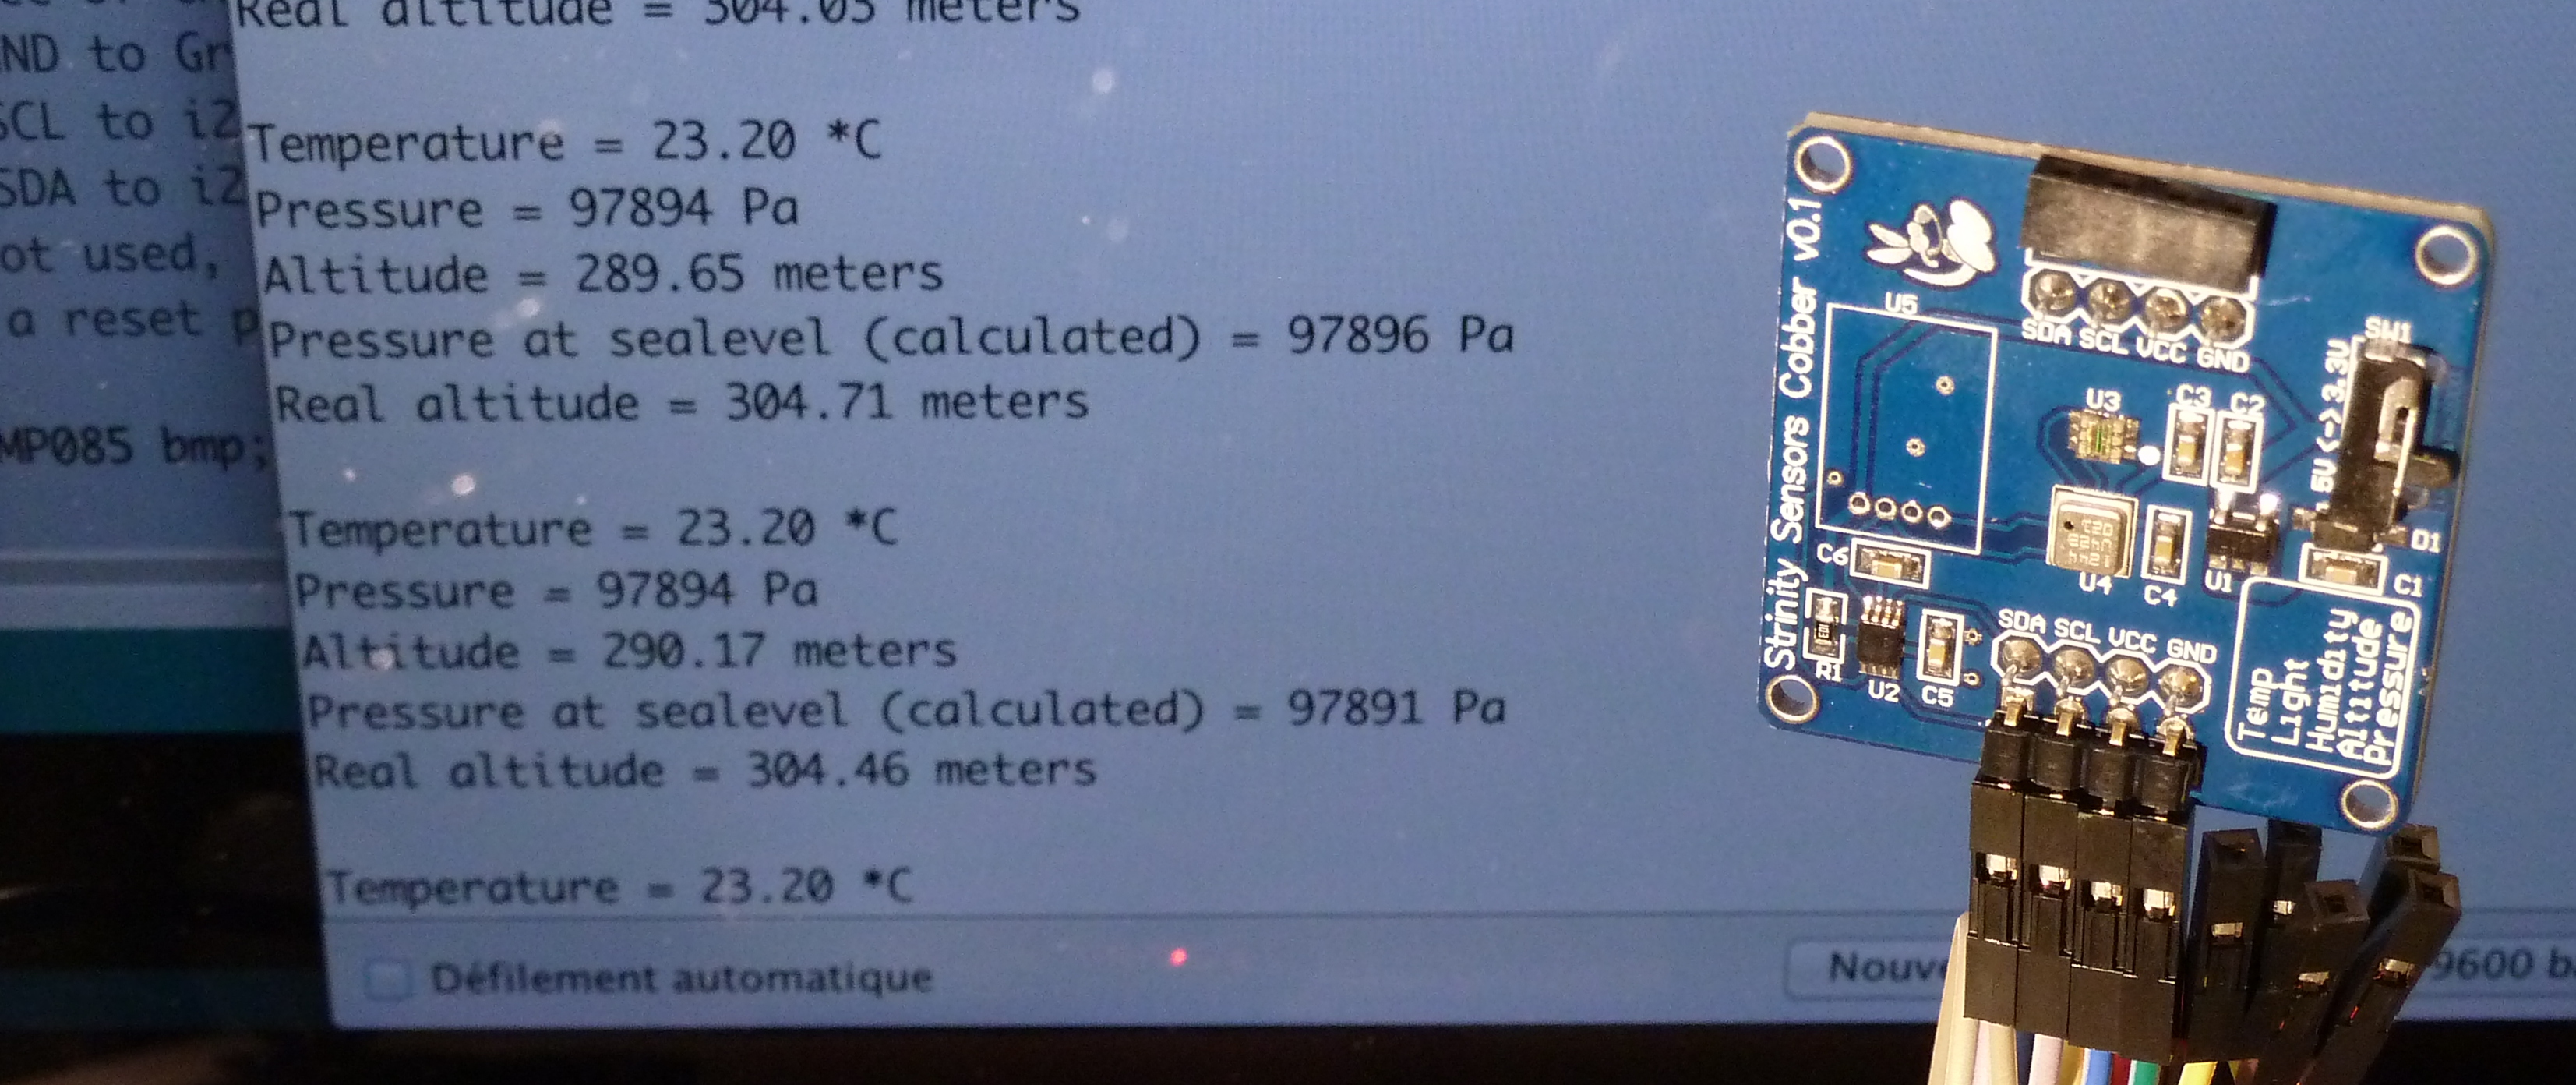 Real altitude = 304.05 meters
ND to Gr
SCL to i2
SDA to i2
ot used,
a reset p
MP085 bmp;
Temperature = 23.20 *C
Pressure = 97894 Pa
Altitude = 289.65 meters
Pressure at sealevel (calculated) = 97896 Pa
Real altitude = 304.71 meters
Temperature = 23.20 *C
Pressure = 97894 Pa
Altitude = 290.17 meters
Pressure at sealevel (calculated) = 97891 Pa
Real altitude = 304.46 meters
Temperature = 23.20 *C
Défilement automatique
Nouve
9600 b
Strinity Sensors Cobber v0.1
U5
SDA SCL VCC GND
SW1
5V <-> 3.3V
U3
C3
C2
D1
C6
U4
C4
U1
C1
R1
U2
C5
SDA SCL VCC GND
Temp
Light
Humidity
Altitude
Pressure